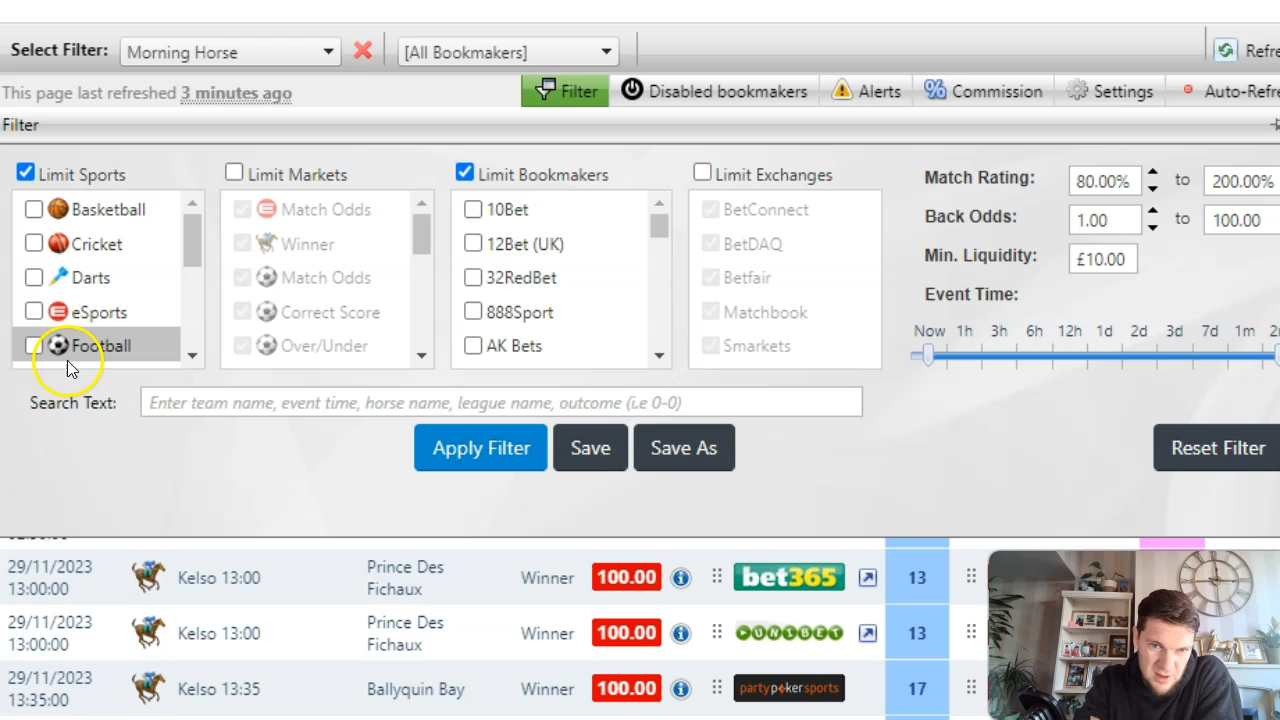 Select Filter: Morning Horse [All Bookmakers] Refre
This page last refreshed 3 minutes ago Filter Disabled bookmakers Alerts Commission Settings Auto-Refre
Filter
Limit Sports Limit Markets Limit Bookmakers Limit Exchanges Match Rating: 80.00% to 200.00%
Basketball Match Odds 10Bet BetConnect Back Odds: 1.00 to 100.00
Cricket Winner 12Bet (UK) BetDAQ Min. Liquidity: £10.00
Darts Match Odds 32RedBet Betfair Event Time:
eSports Correct Score 888Sport Matchbook Now 1h 3h 6h 12h 1d 2d 3d 7d 1m
Football Over/Under AK Bets Smarkets
Search Text: Enter team name, event time, horse name, league name, outcome (i.e 0-0)
Apply Filter Save Save As Reset Filter
29/11/2023 13:00:00 Kelso 13:00 Prince Des Fichaux Winner 100.00 bet365 13
29/11/2023 13:00:00 Kelso 13:00 Prince Des Fichaux Winner 100.00 UNIBET 13
29/11/2023 13:35:00 Kelso 13:35 Ballyquin Bay Winner 100.00 partypokersports 17